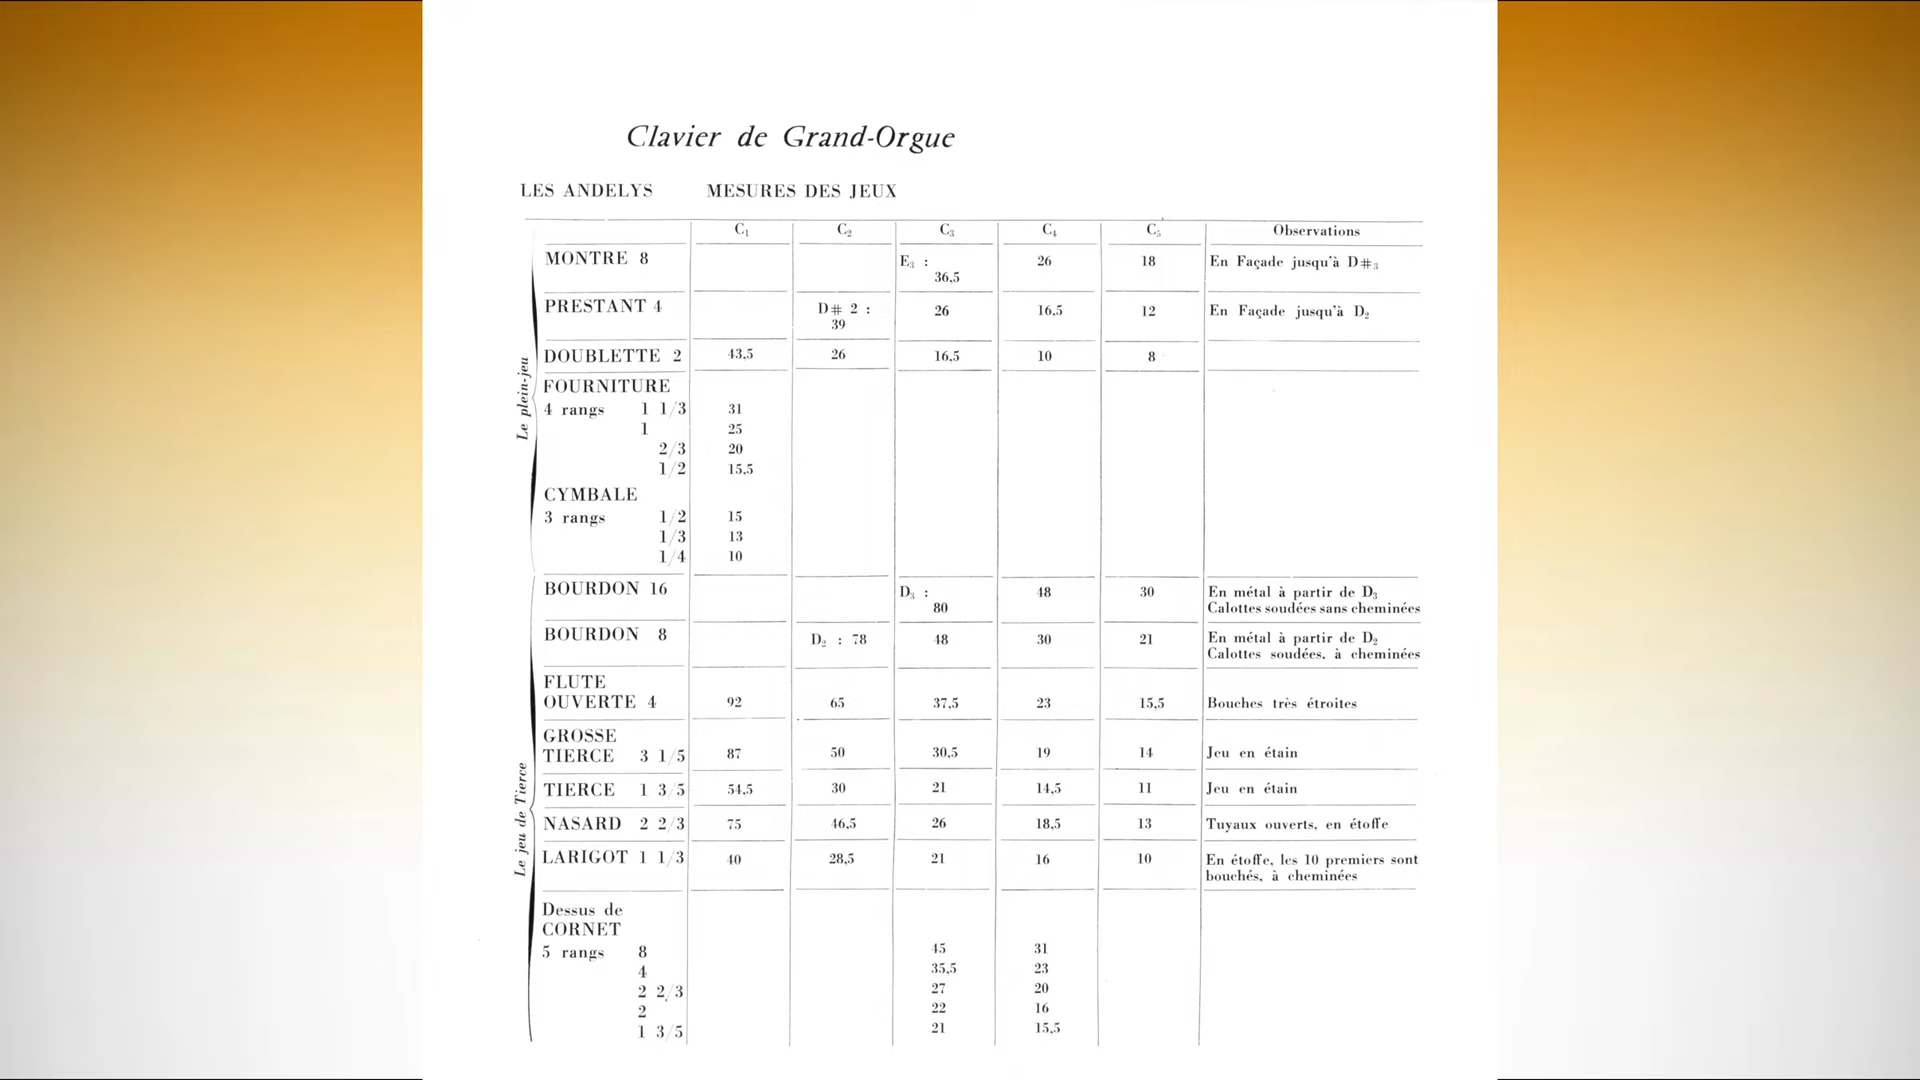 Clavier de Grand-Orgue
LES ANDELYS MESURES DES JEUX
C₁ C₂ C₃ C₄ C₅ Observations
MONTRE 8 E₃ : 36,5 26 18 En Façade jusqu'à D#₃
PRESTANT 4 D# 2 : 39 26 16,5 12 En Façade jusqu'à D₂
DOUBLETTE 2 43,5 26 16,5 10 8
Le plein-jeu
FOURNITURE
4 rangs 1 1/3 31
1 25
2/3 20
1/2 15,5
CYMBALE
3 rangs 1/2 15
1/3 13
1/4 10
BOURDON 16 D₃ : 80 48 30 En métal à partir de D₃
Calottes soudées sans cheminées
BOURDON 8 D₂ : 78 48 30 21 En métal à partir de D₂
Calottes soudées, à cheminées
FLUTE
OUVERTE 4 92 65 37,5 23 15,5 Bouches très étroites
GROSSE
TIERCE 3 1/5 87 50 30,5 19 14 Jeu en étain
TIERCE 1 3/5 54,5 30 21 14,5 11 Jeu en étain
Le jeu de Tierce
NASARD 2 2/3 75 46,5 26 18,5 13 Tuyaux ouverts, en étoffe
LARIGOT 1 1/3 40 28,5 21 16 10 En étoffe, les 10 premiers sont
bouchés, à cheminées
Dessus de
CORNET
5 rangs 8 45 31
4 35,5 23
2 2/3 27 20
2 22 16
1 3/5 21 15,5